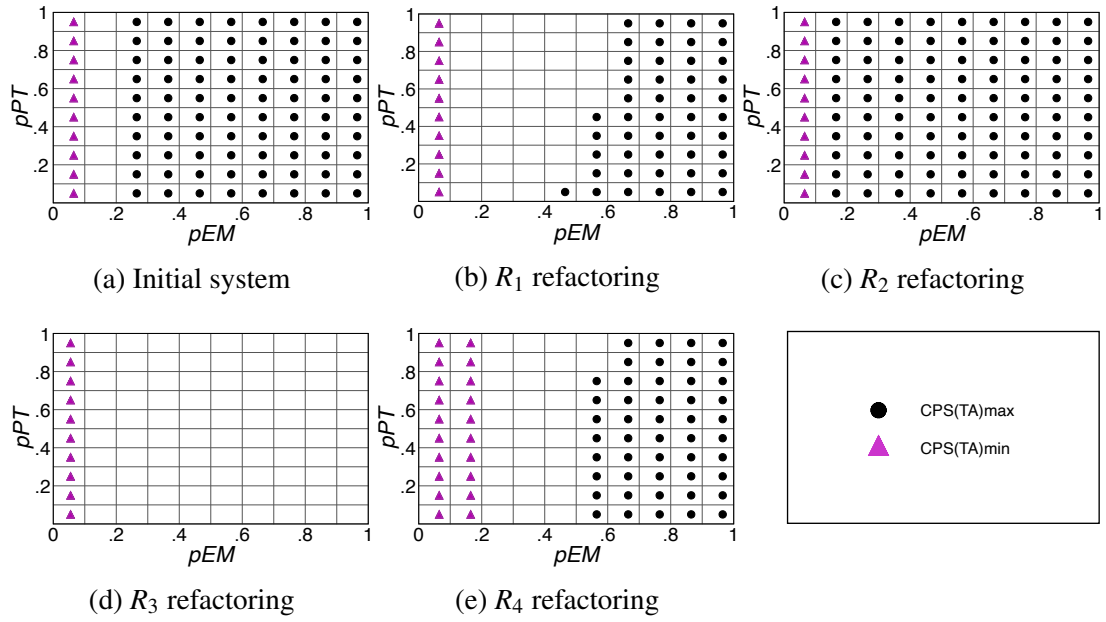 1
.8
.6
.4
.2
pPT
0 .2 .4 .6 .8 1
pEM
(a) Initial system
1
.8
.6
.4
.2
pPT
0 .2 .4 .6 .8 1
pEM
(b) R1 refactoring
1
.8
.6
.4
.2
pPT
0 .2 .4 .6 .8 1
pEM
(c) R2 refactoring
1
.8
.6
.4
.2
pPT
0 .2 .4 .6 .8 1
pEM
(d) R3 refactoring
1
.8
.6
.4
.2
pPT
0 .2 .4 .6 .8 1
pEM
(e) R4 refactoring
CPS(TA)max
CPS(TA)min